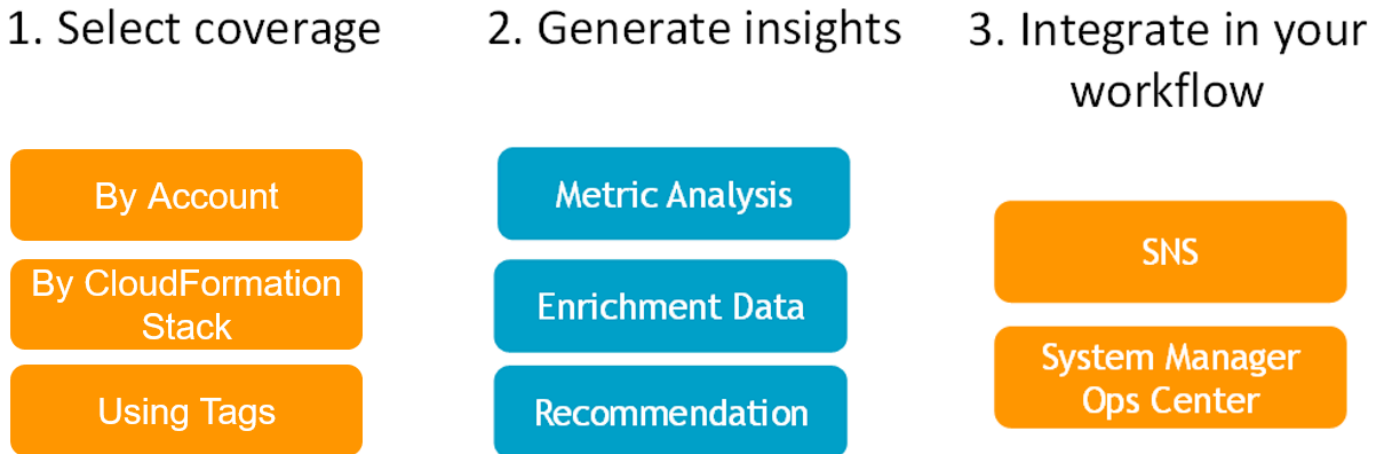 1. Select coverage
By Account
By CloudFormation
Stack
Using Tags
2. Generate insights
Metric Analysis
Enrichment Data
Recommendation
3. Integrate in your
workflow
SNS
System Manager
Ops Center